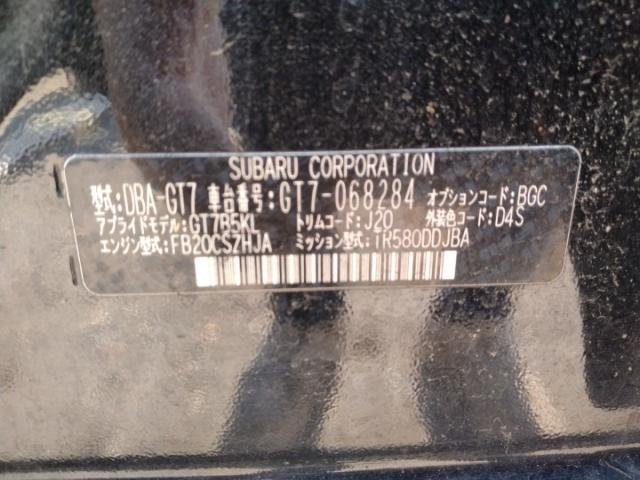 SUBARU CORPORATION
型式:DBA-GT7 車台番号:GT7-068284 オプションコード:BGC
アプライドモデル:GT7B5KL トリムコード:J20 外装色コード:D4S
エンジン型式:FB20CSZHJA ミッション型式:TR580DDJBA